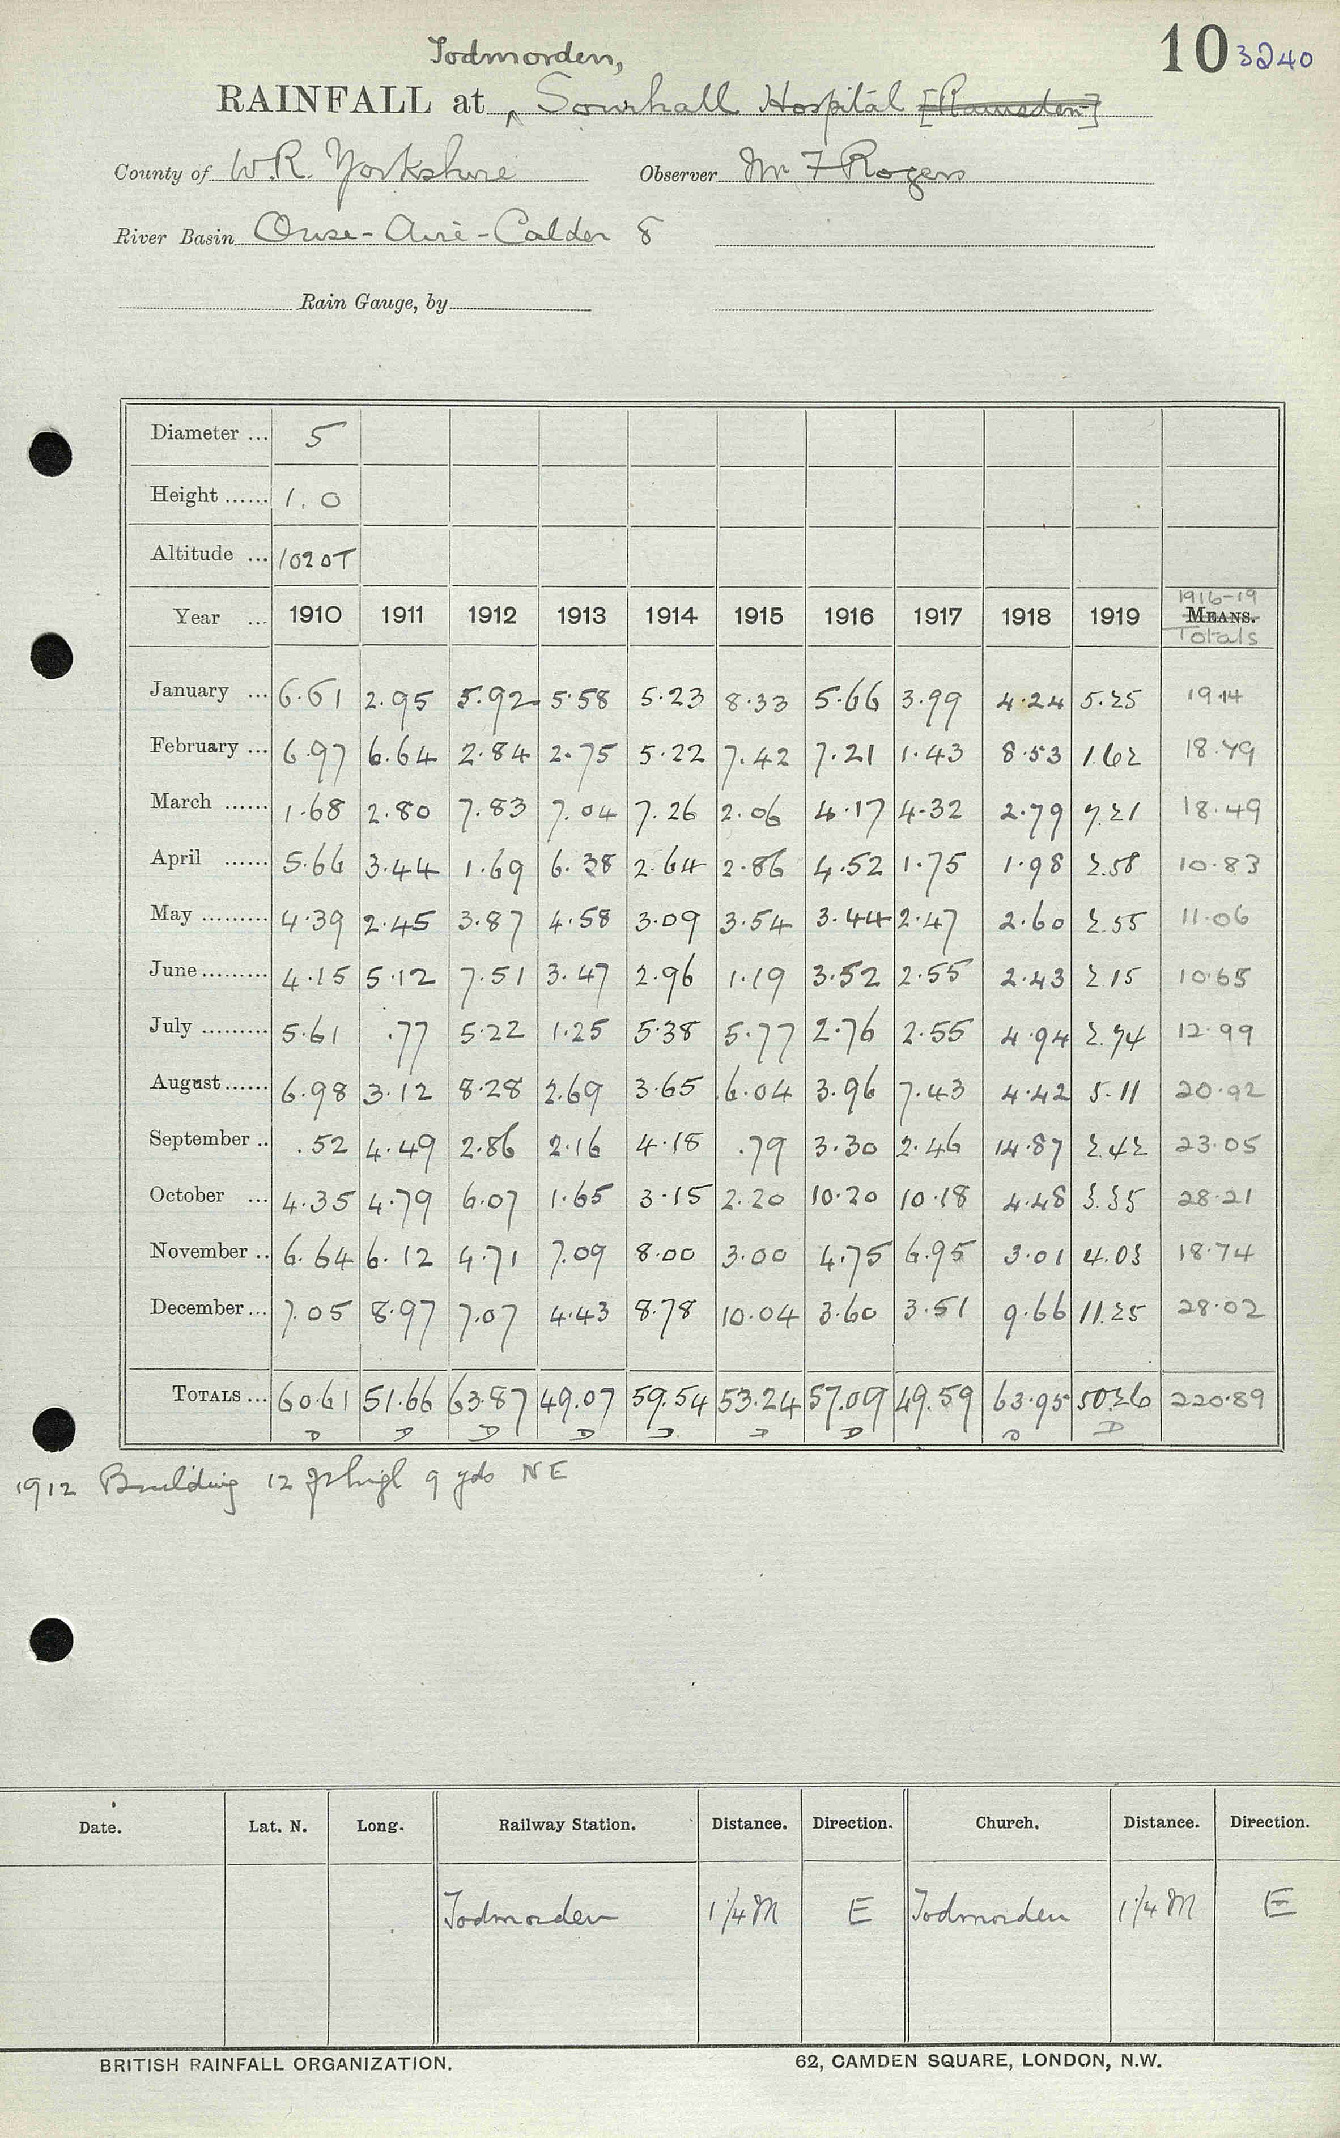 Todmorden,
10 3240
RAINFALL at Sourhall Hospital [Ramsden]
County of W.R. Yorkshire Observer Mr F Rogers
River Basin Ouse-Aire-Calder 8
Rain Gauge, by
Diameter ... 5
Height ...... 1.0
Altitude ... 1020T
Year ... 1910 1911 1912 1913 1914 1915 1916 1917 1918 1919 1916-19 MEANS. Totals
January ... 6.61 2.95 5.92 5.58 5.23 8.33 5.66 3.99 4.24 5.25 19.14
February ... 6.97 6.64 2.84 2.75 5.22 7.42 7.21 1.43 8.53 1.62 18.79
March ...... 1.68 2.80 7.83 7.04 7.26 2.06 4.17 4.32 2.79 7.21 18.49
April ...... 5.66 3.44 1.69 6.38 2.64 2.86 4.52 1.75 1.98 2.58 10.83
May ......... 4.39 2.45 3.87 4.58 3.09 3.54 3.44 2.47 2.60 2.55 11.06
June ......... 4.15 5.12 7.51 3.47 2.96 1.19 3.52 2.55 2.43 2.15 10.65
July ......... 5.61 .77 5.22 1.25 5.38 5.77 2.76 2.55 4.94 2.74 12.99
August ...... 6.98 3.12 8.28 2.69 3.65 6.04 3.96 7.43 4.42 5.11 20.92
September .. .52 4.49 2.86 2.16 4.18 .79 3.30 2.46 14.87 2.42 23.05
October ... 4.35 4.79 6.07 1.65 3.15 2.20 10.20 10.18 4.48 3.35 28.21
November .. 6.64 6.12 4.71 7.09 8.00 3.00 4.75 6.95 3.01 4.03 18.74
December ... 7.05 8.97 7.07 4.43 8.78 10.04 3.60 3.51 9.66 11.25 28.02
TOTALS ... 60.61 51.66 63.87 49.07 59.54 53.24 57.09 49.59 63.95 50.26 220.89
D D D D D D D D D
1912 Building 12 ft high 9 yds NE
Date. Lat. N. Long. Railway Station. Distance. Direction. Church. Distance. Direction.
Todmorden 1 1/4 M E Todmorden 1 1/4 M E
BRITISH RAINFALL ORGANIZATION. 62, CAMDEN SQUARE, LONDON, N.W.